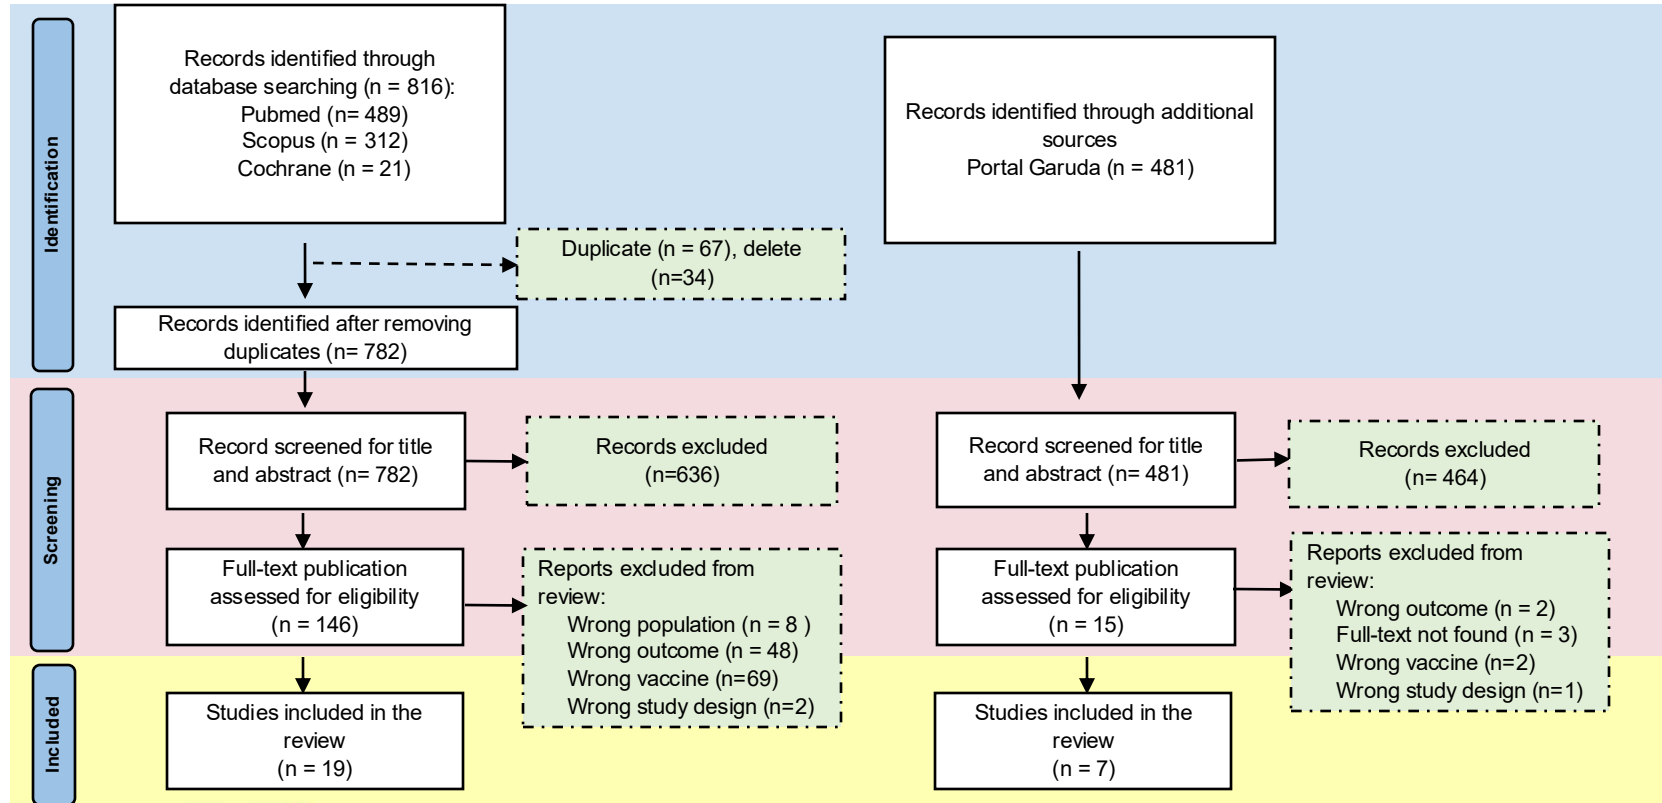 Identification
Records identified through
database searching (n = 816):
Pubmed (n= 489)
Scopus (n = 312)
Cochrane (n = 21)
Records identified through additional
sources
Portal Garuda (n = 481)
Duplicate (n = 67), delete
(n=34)
Records identified after removing
duplicates (n= 782)
Screening
Record screened for title
and abstract (n= 782)
Records excluded
(n=636)
Record screened for title
and abstract (n= 481)
Records excluded
(n= 464)
Full-text publication
assessed for eligibility
(n = 146)
Reports excluded from
review:
Wrong population (n = 8 )
Wrong outcome (n = 48)
Wrong vaccine (n=69)
Wrong study design (n=2)
Full-text publication
assessed for eligibility
(n = 15)
Reports excluded from
review:
Wrong outcome (n = 2)
Full-text not found (n = 3)
Wrong vaccine (n=2)
Wrong study design (n=1)
Included
Studies included in the
review
(n = 19)
Studies included in the
review
(n = 7)